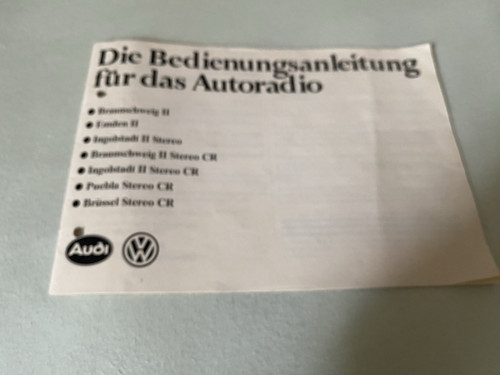 Die Bedienungsanleitung
für das Autoradio
Braunschweig II
Emden II
Ingolstadt II Stereo
Braunschweig II Stereo CR
Ingolstadt II Stereo CR
Puebla Stereo CR
Brüssel Stereo CR
Audi VW